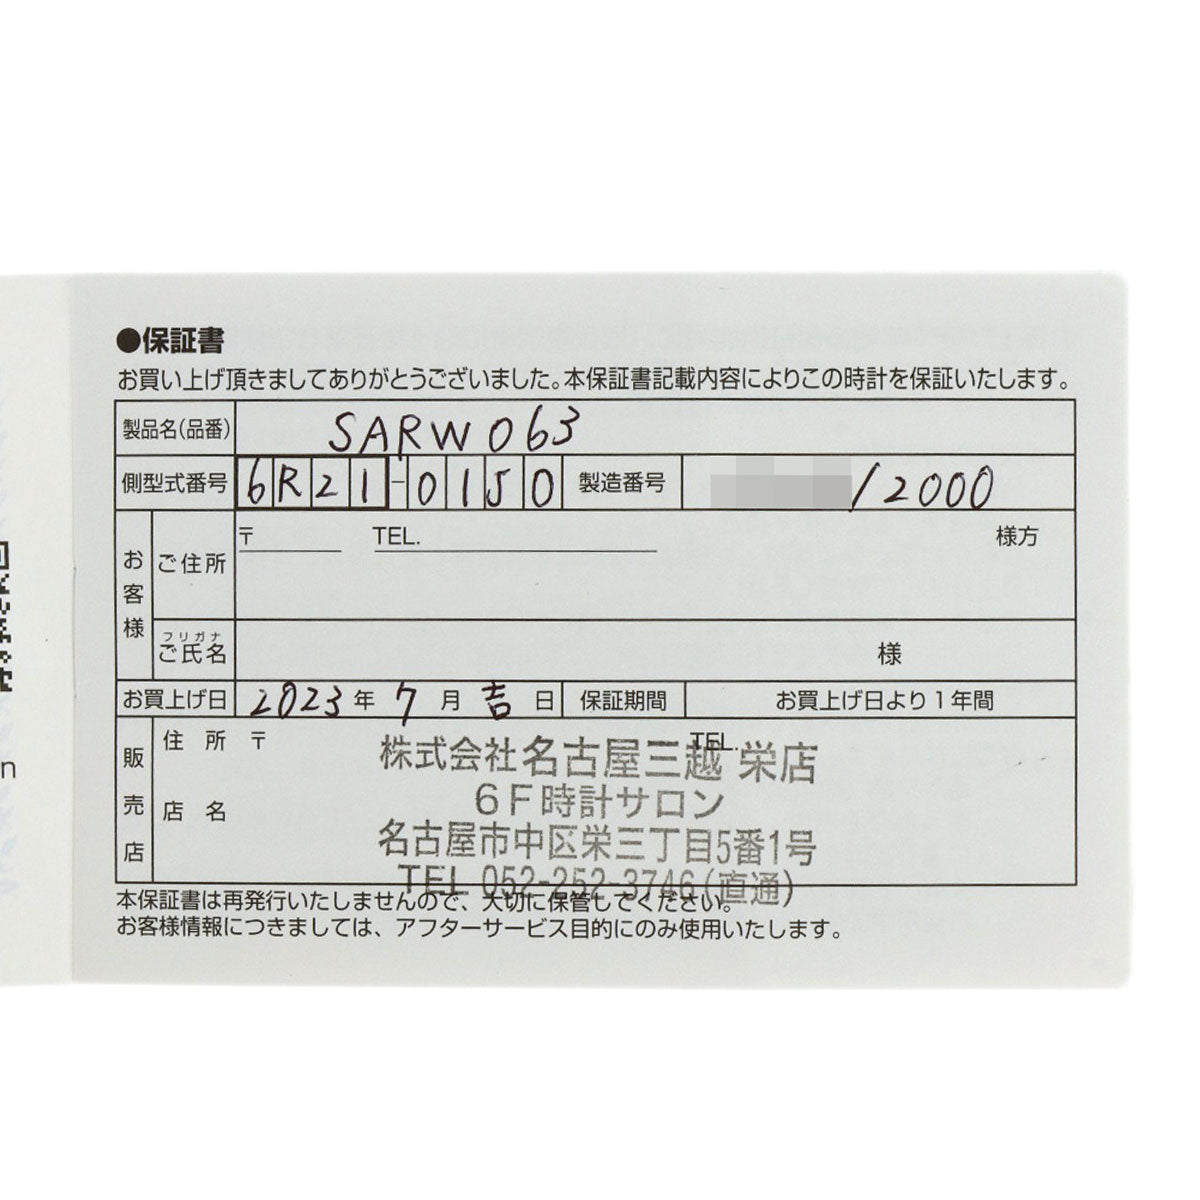 ●保証書
お買い上げ頂きましてありがとうございました。本保証書記載内容によりこの時計を保証いたします。
製品名(品番) SARW063
側型式番号 6R21-0150 製造番号 /2000
お客様 ご住所 〒 TEL. 様方
フリガナ
ご氏名 様
お買上げ日 2023年 7月 吉日 保証期間 お買上げ日より1年間
販売店 住所 〒 TEL.
店名
株式会社名古屋三越 栄店
6F時計サロン
名古屋市中区栄三丁目5番1号
TEL 052-252-3746(直通)
本保証書は再発行いたしませんので、大切に保管してください。
お客様情報につきましては、アフターサービス目的にのみ使用いたします。
n